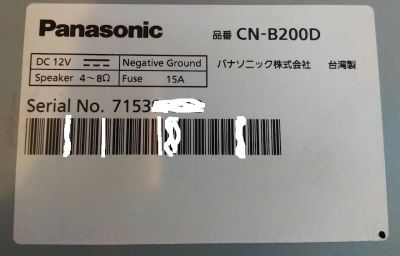 Panasonic 品番 CN-B200D
DC 12V Negative Ground パナソニック株式会社 台湾製
Speaker 4~8Ω Fuse 15A
Serial No. 7153